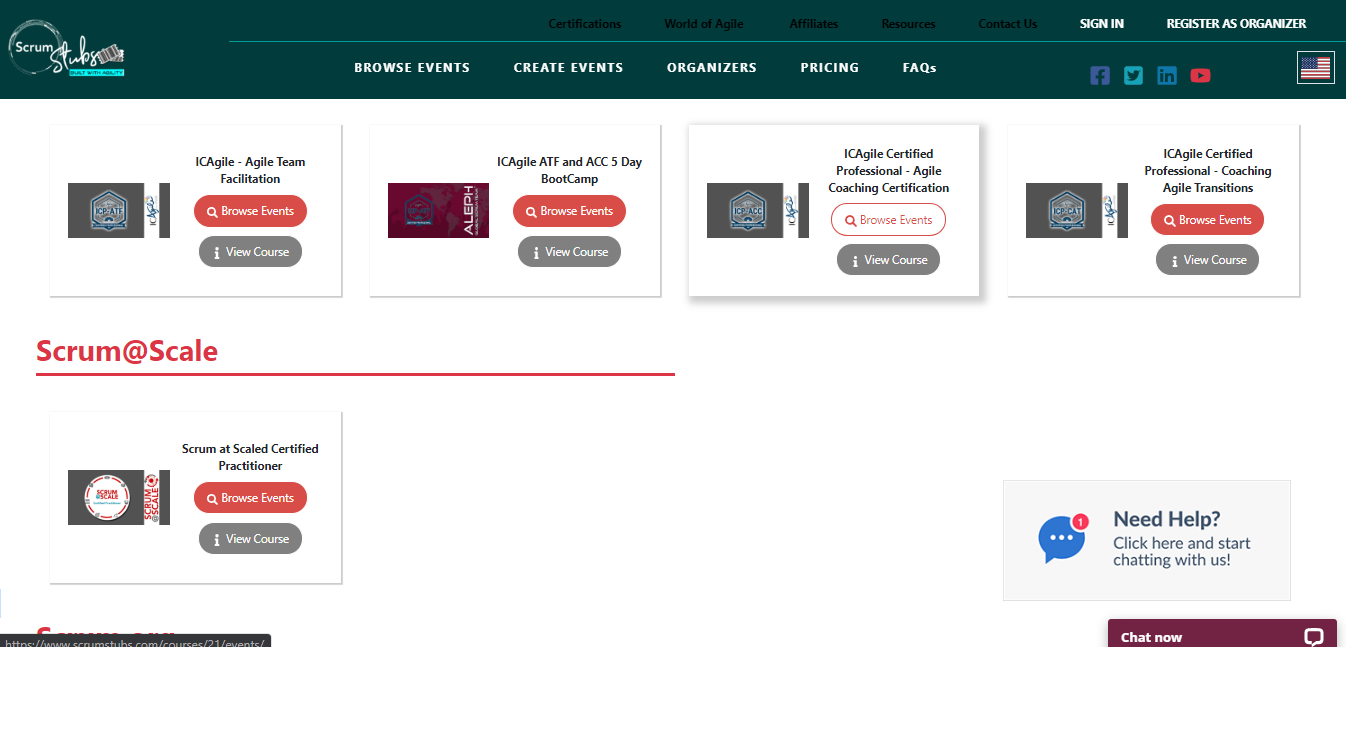 Certifications World of Agile Affiliates Resources Contact Us SIGN IN REGISTER AS ORGANIZER
Scrum
Stubs
BUILT WITH AGILITY
BROWSE EVENTS CREATE EVENTS ORGANIZERS PRICING FAQs
ICAgile - Agile Team
Facilitation
ICP-ATF
ICAgile
Browse Events
View Course
ICAgile ATF and ACC 5 Day
BootCamp
ICP-ATF
ALEPH
Browse Events
View Course
ICAgile Certified
Professional - Agile
Coaching Certification
ICP-ACC
ICAgile
Browse Events
View Course
ICAgile Certified
Professional - Coaching
Agile Transitions
ICP-CAT
ICAgile
Browse Events
View Course
Scrum@Scale
Scrum at Scaled Certified
Practitioner
SCRUM
@SCALE
SCRUM
@SCALE
Browse Events
View Course
1
Need Help?
Click here and start
chatting with us!
https://www.scrumstubs.com/courses/21/events/
Chat now